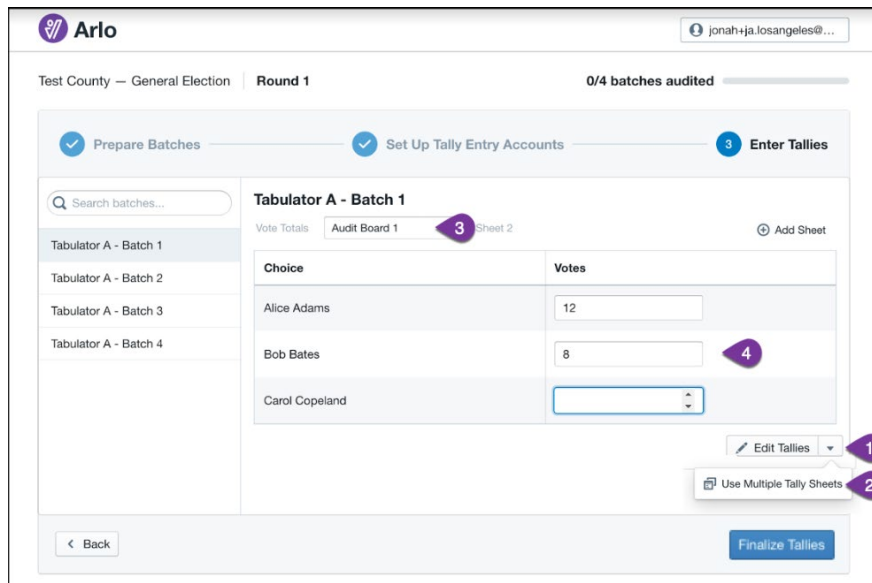 Arlo
jonah+ja.losangeles@...
Test County — General Election Round 1 0/4 batches audited
Prepare Batches Set Up Tally Entry Accounts 3 Enter Tallies
Search batches...
Tabulator A - Batch 1
Tabulator A - Batch 2
Tabulator A - Batch 3
Tabulator A - Batch 4
Tabulator A - Batch 1
Vote Totals Audit Board 1 3 Sheet 2 Add Sheet
Choice Votes
Alice Adams 12
Bob Bates 8 4
Carol Copeland
Edit Tallies 1
Use Multiple Tally Sheets 2
Back Finalize Tallies